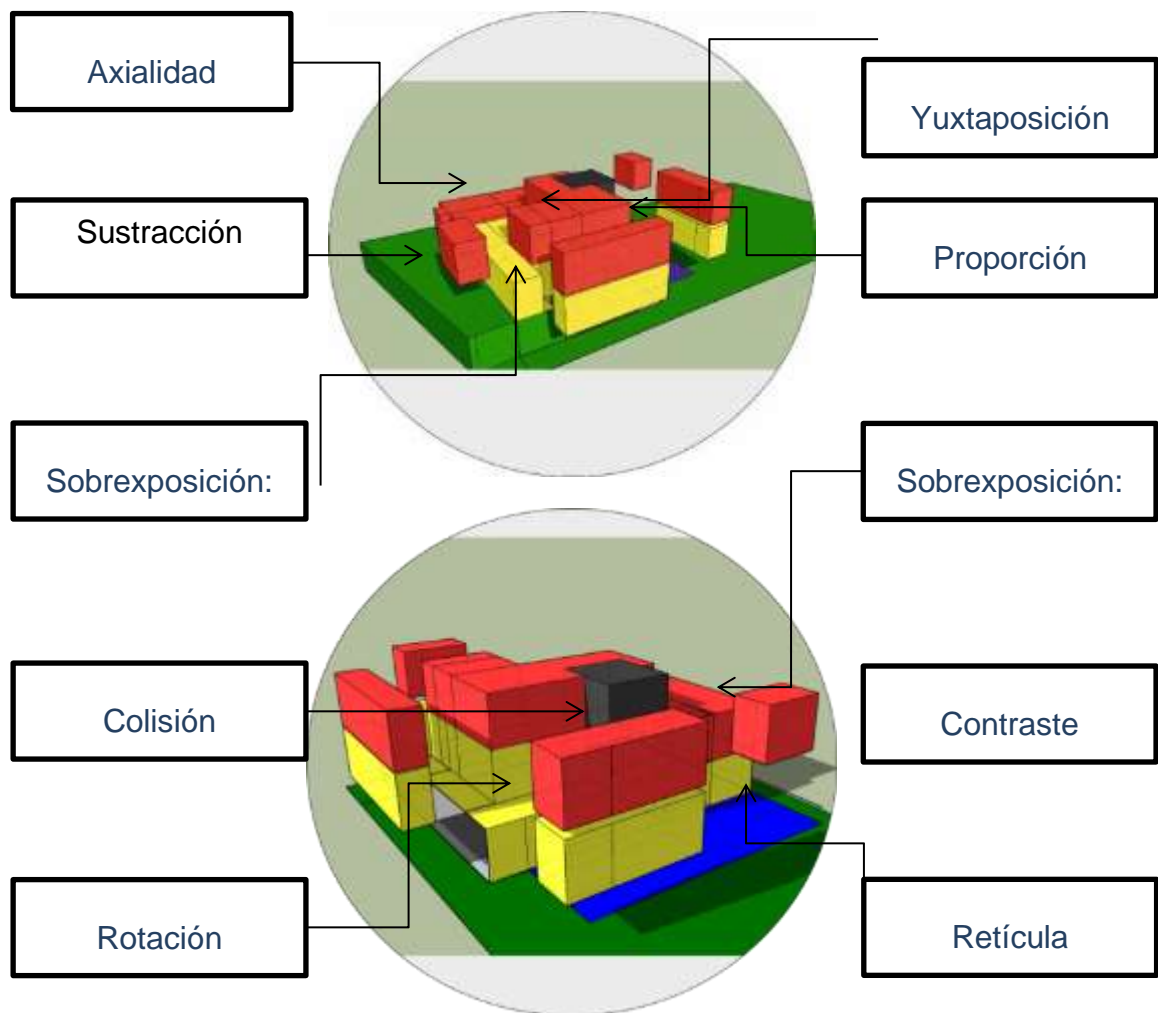 Axialidad
Yuxtaposición
Sustracción
Proporción
Sobrexposición:
Sobrexposición:
Colisión
Contraste
Rotación
Retícula